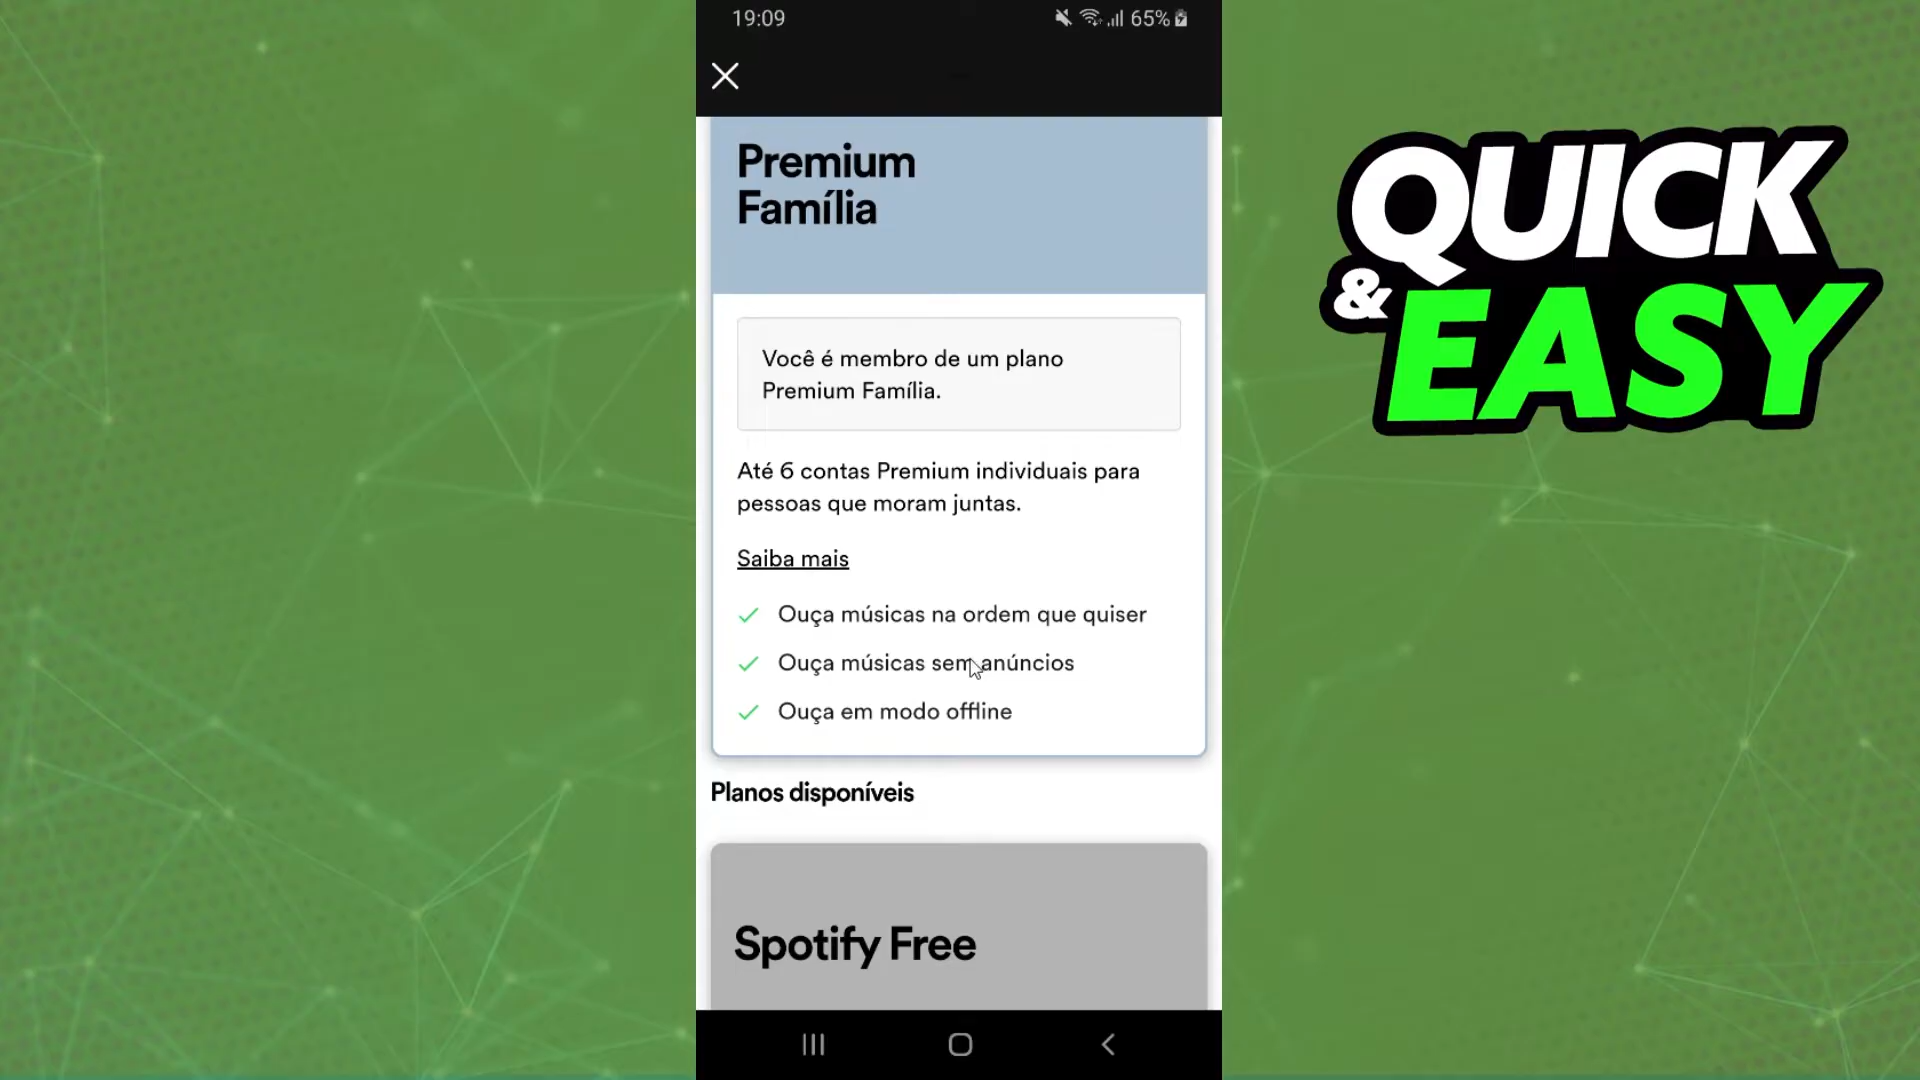 19:09
65%
Premium
Família
Você é membro de um plano
Premium Família.
Até 6 contas Premium individuais para
pessoas que moram juntas.
Saiba mais
Ouça músicas na ordem que quiser
Ouça músicas sem anúncios
Ouça em modo offline
Planos disponíveis
Spotify Free
QUICK
& EASY